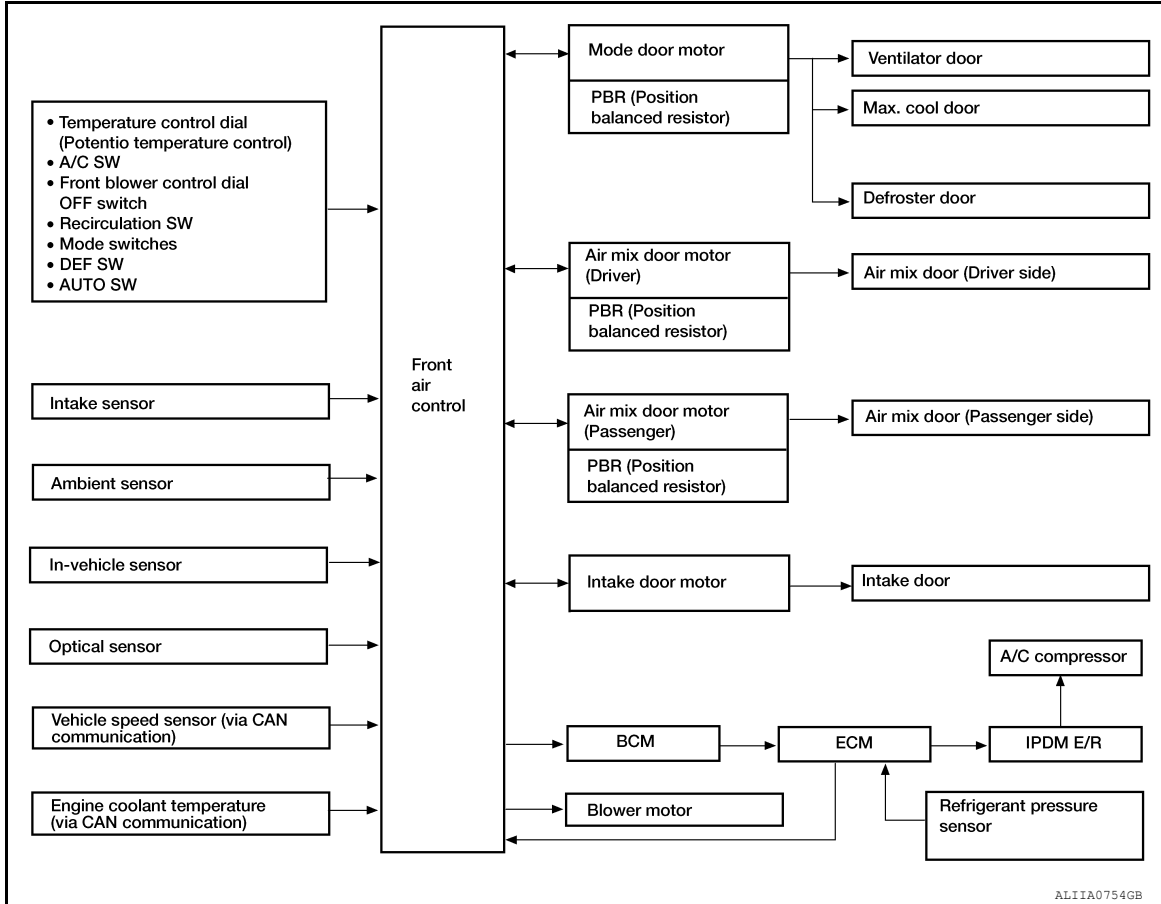 • Temperature control dial
(Potentio temperature control)
• A/C SW
• Front blower control dial
OFF switch
• Recirculation SW
• Mode switches
• DEF SW
• AUTO SW
Intake sensor
Ambient sensor
In-vehicle sensor
Optical sensor
Vehicle speed sensor (via CAN
communication)
Engine coolant temperature
(via CAN communication)
Front
air
control
Mode door motor
PBR (Position
balanced resistor)
Ventilator door
Max. cool door
Defroster door
Air mix door motor
(Driver)
PBR (Position
balanced resistor)
Air mix door (Driver side)
Air mix door motor
(Passenger)
PBR (Position
balanced resistor)
Air mix door (Passenger side)
Intake door motor
Intake door
A/C compressor
BCM
ECM
IPDM E/R
Blower motor
Refrigerant pressure
sensor
ALIIA0754GB